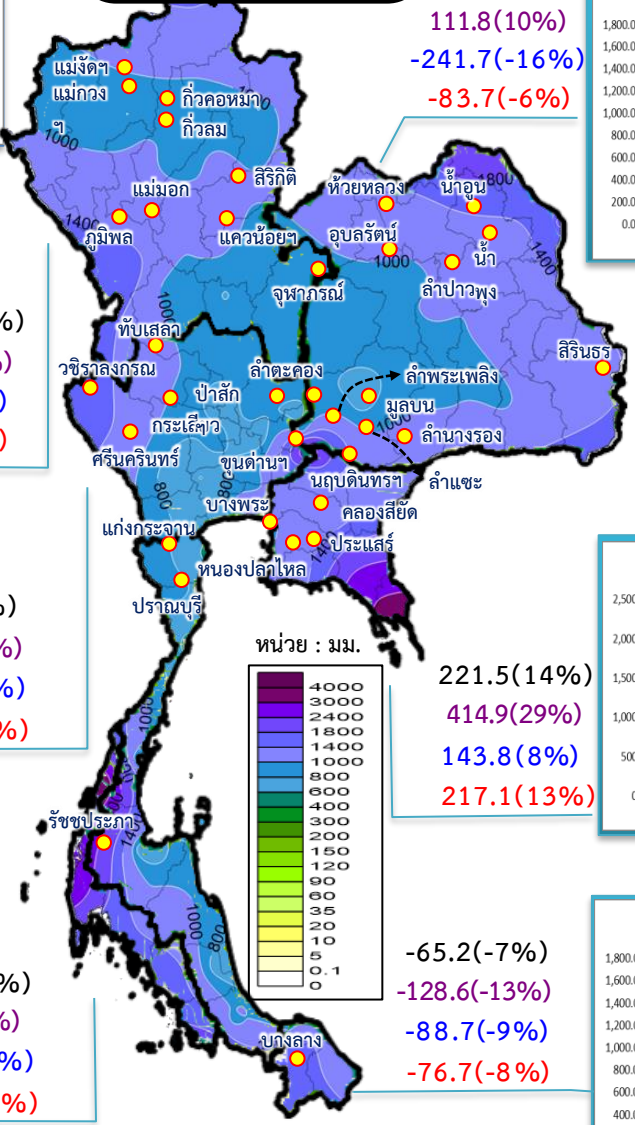 111.8(10%)
-241.7(-16%)
-83.7(-6%)
1,800.0
1,600.0
1,400.0
1,200.0
1,000.0
800.0
600.0
400.0
200.0
0.0
แม่งัดฯ
แม่กวง
ฯ
กิ่วคอหมา
กิ่วลม
1000
สิริกิติ์
แม่มอก
1400
ภูมิพล
แควน้อยฯ
ห้วยหลวง
น้ำอูน
1800
อุบลรัตน์
1000
น้ำ
พุง
ลำปาว
1400
จุฬาภรณ์
สิรินธร
1000
ทับเสลา
วชิราลงกรณ
ป่าสัก
ลำตะคอง
ลำพระเพลิง
มูลบน
1000
ลำนางรอง
กระเสียว
ศรีนครินทร์
ขุนด่านฯ
นฤบดินทรฯ
ลำแซะ
800
800
บางพระ
คลองสียัด
แก่งกระจาน
ประแสร์
1400
หนองปลาไหล
ปราณบุรี
%)
%)
)
)
%)
%)
%)
%)
หน่วย : มม.
4000
3000
2400
1800
1400
1000
800
600
400
300
200
150
120
90
60
35
20
10
5
0.1
0
221.5(14%)
414.9(29%)
143.8(8%)
217.1(13%)
2,500
2,000
1,500
1,000
500
0
1000
รัชชประภา
1000
800
บางลาง
-65.2(-7%)
-128.6(-13%)
-88.7(-9%)
-76.7(-8%)
%)
%)
%)
%)
1,800.0
1,600.0
1,400.0
1,200.0
1,000.0
800.0
600.0
400.0